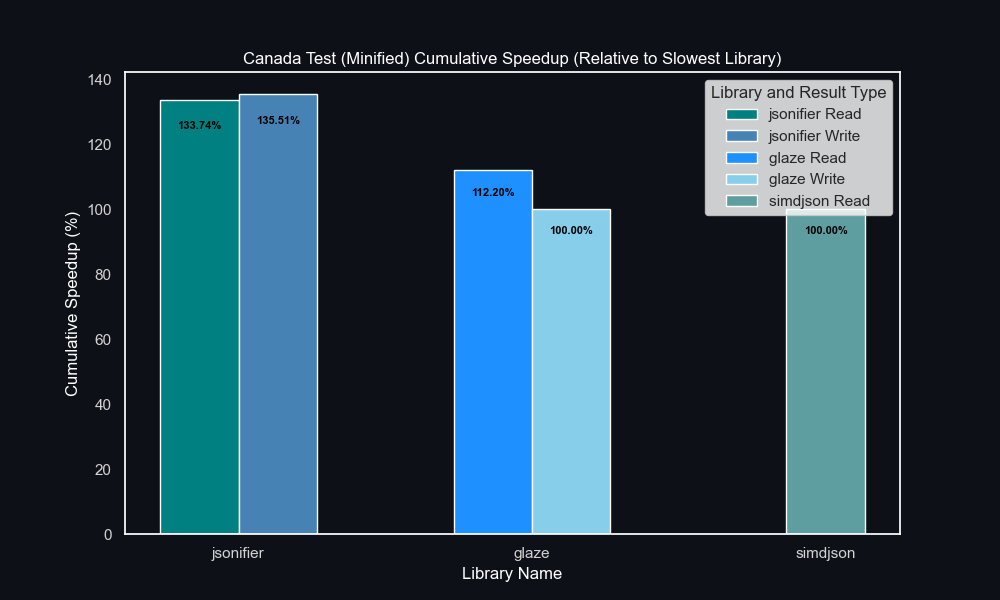 Canada Test (Minified) Cumulative Speedup (Relative to Slowest Library)
Cumulative Speedup (%)
140
120
100
80
60
40
20
0
133.74%
135.51%
112.20%
100.00%
100.00%
Library and Result Type
jsonifier Read
jsonifier Write
glaze Read
glaze Write
simdjson Read
jsonifier
glaze
simdjson
Library Name